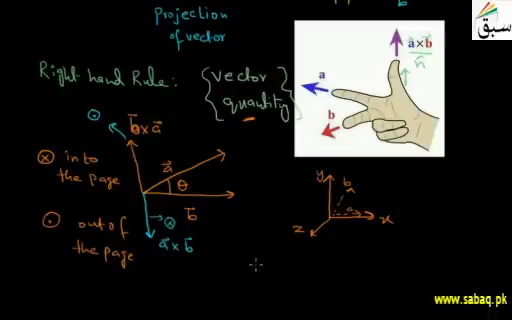 Projection
of vector
سبق
Right hand Rule : { vector
quantity }
a×b
n̂
a
b
b⃗×a⃗
⊗ into
the page
a⃗
θ
b⃗
⊗
a⃗×b⃗
⊙ out of
the page
y
b
a
x
z
www.sabaq.pk